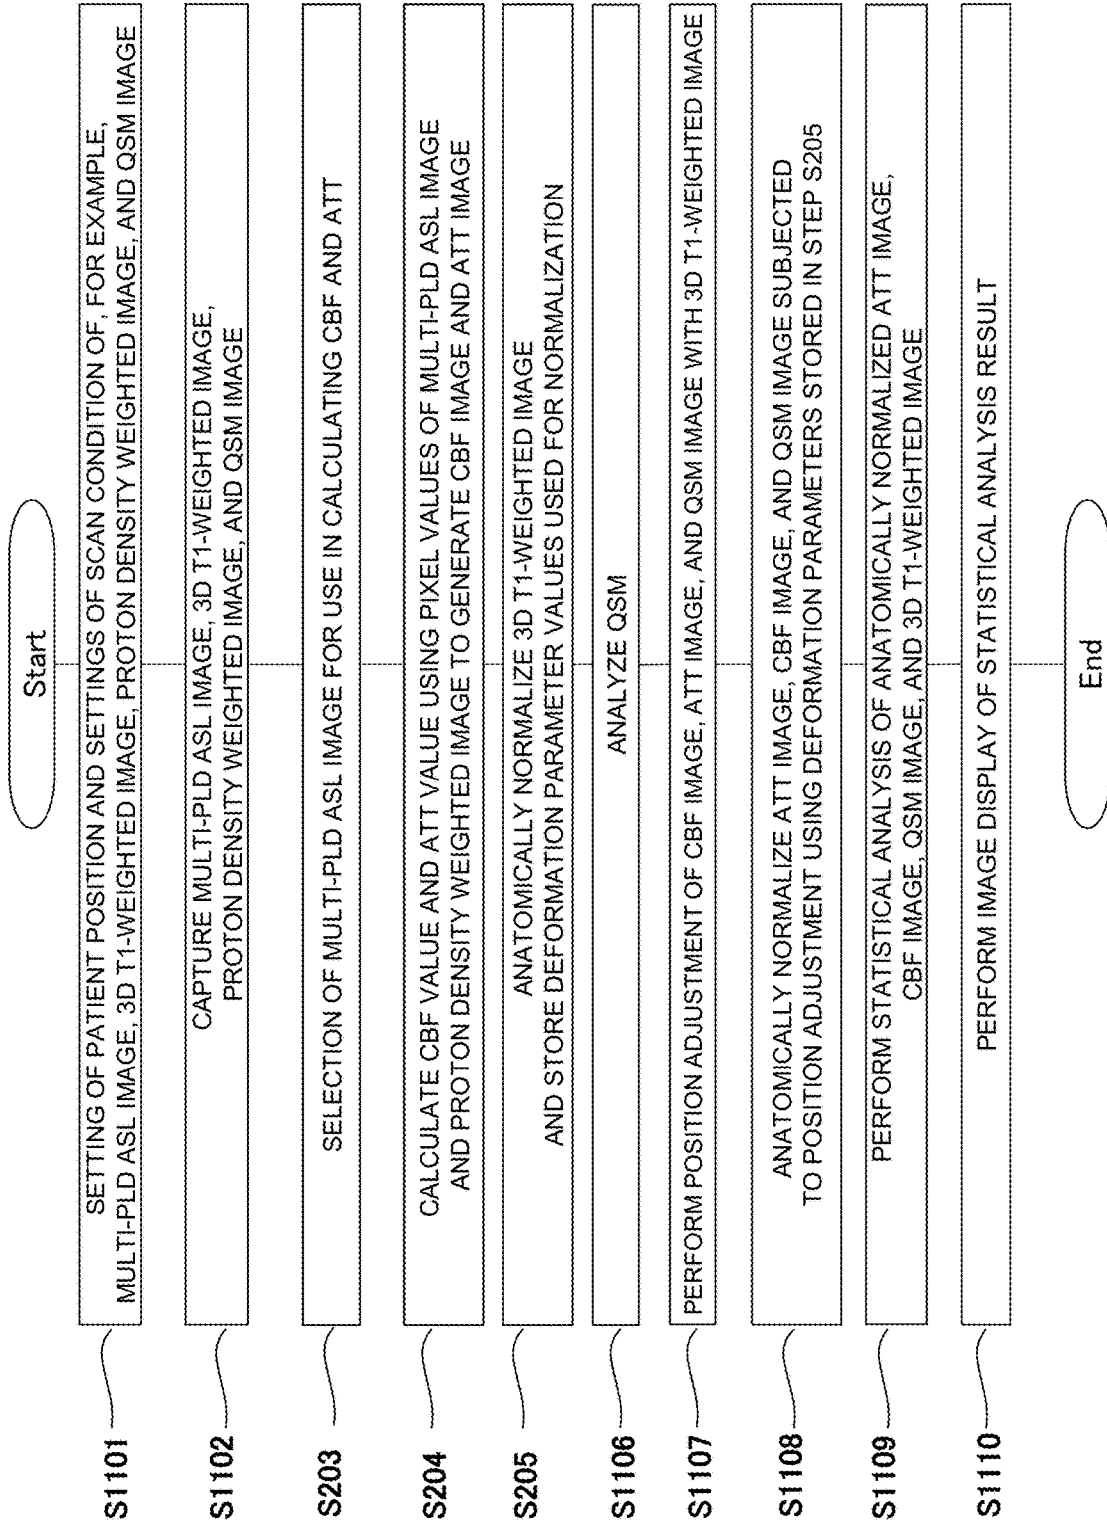 Start
S1101
SETTING OF PATIENT POSITION AND SETTINGS OF SCAN CONDITION OF, FOR EXAMPLE,
MULTI-PLD ASL IMAGE, 3D T1-WEIGHTED IMAGE, PROTON DENSITY WEIGHTED IMAGE, AND QSM IMAGE
S1102
CAPTURE MULTI-PLD ASL IMAGE, 3D T1-WEIGHTED IMAGE,
PROTON DENSITY WEIGHTED IMAGE, AND QSM IMAGE
S203
SELECTION OF MULTI-PLD ASL IMAGE FOR USE IN CALCULATING CBF AND ATT
S204
CALCULATE CBF VALUE AND ATT VALUE USING PIXEL VALUES OF MULTI-PLD ASL IMAGE
AND PROTON DENSITY WEIGHTED IMAGE TO GENERATE CBF IMAGE AND ATT IMAGE
S205
ANATOMICALLY NORMALIZE 3D T1-WEIGHTED IMAGE
AND STORE DEFORMATION PARAMETER VALUES USED FOR NORMALIZATION
S1106
ANALYZE QSM
S1107
PERFORM POSITION ADJUSTMENT OF CBF IMAGE, ATT IMAGE, AND QSM IMAGE WITH 3D T1-WEIGHTED IMAGE
S1108
ANATOMICALLY NORMALIZE ATT IMAGE, CBF IMAGE, AND QSM IMAGE SUBJECTED
TO POSITION ADJUSTMENT USING DEFORMATION PARAMETERS STORED IN STEP S205
S1109
PERFORM STATISTICAL ANALYSIS OF ANATOMICALLY NORMALIZED ATT IMAGE,
CBF IMAGE, QSM IMAGE, AND 3D T1-WEIGHTED IMAGE
S1110
PERFORM IMAGE DISPLAY OF STATISTICAL ANALYSIS RESULT
End